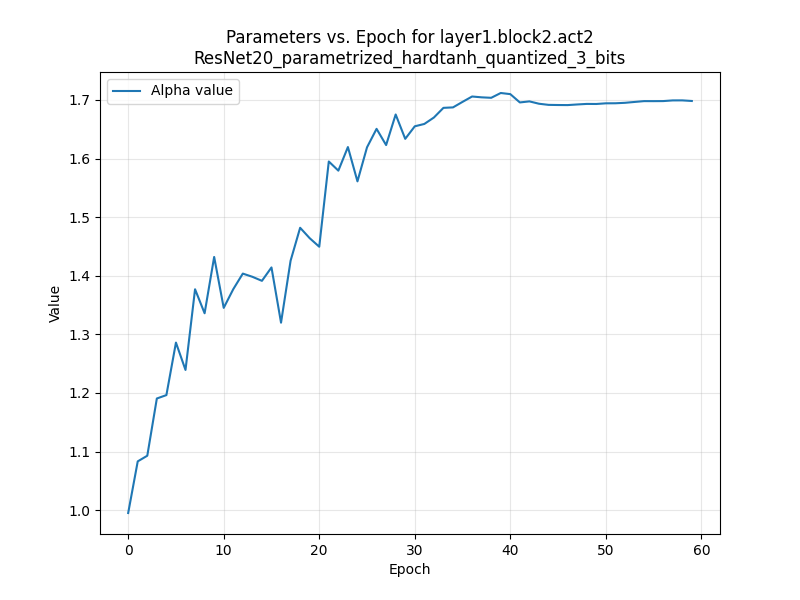 Parameters vs. Epoch for layer1.block2.act2
ResNet20_parametrized_hardtanh_quantized_3_bits
Alpha value
1.7
1.6
1.5
1.4
1.3
1.2
1.1
1.0
Value
0 10 20 30 40 50 60
Epoch